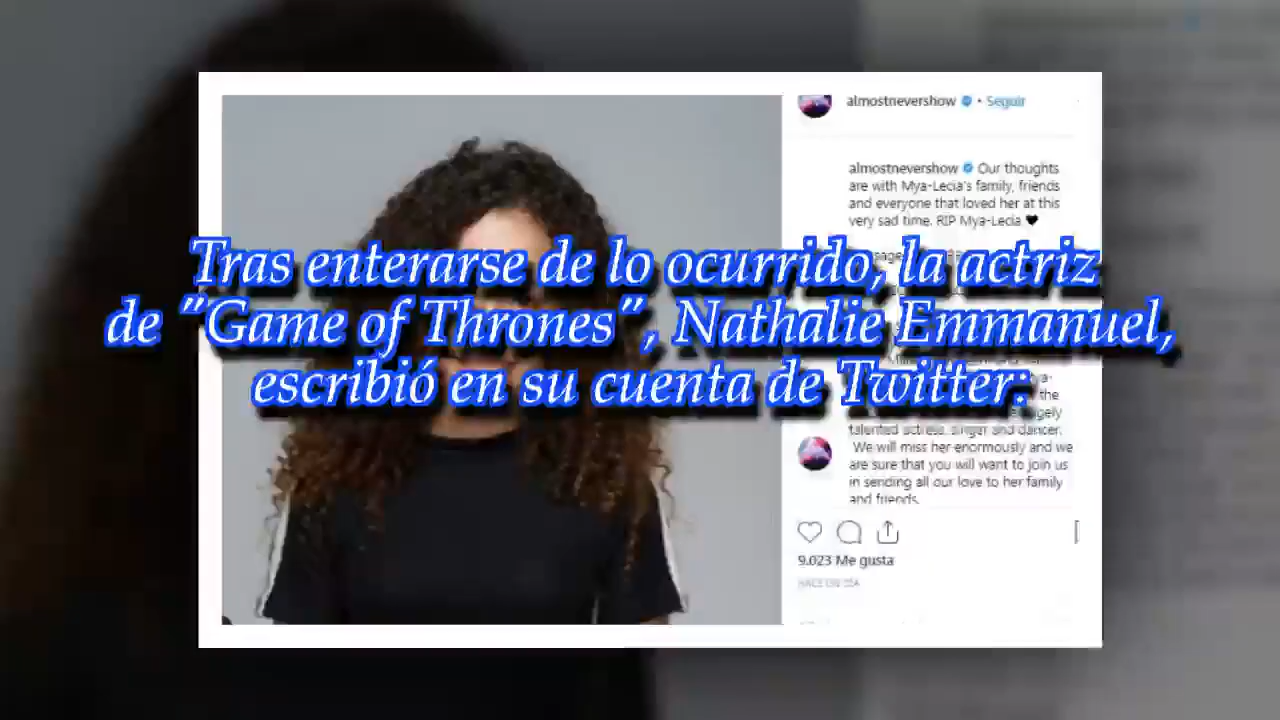 almostnevershow • Seguir
almostnevershow Our thoughts
are with Mya-Lecia's family, friends
and everyone that loved her at this
very sad time. RIP Mya-Lecia 🖤
Tras enterarse de lo ocurrido, la actriz
de "Game of Thrones", Nathalie Emmanuel,
escribió en su cuenta de Twitter:
the
talented actress, singer and dancer.
We will miss her enormously and we
are sure that you will want to join us
in sending all our love to her family
and friends.
9.023 Me gusta
HACE UN DÍA